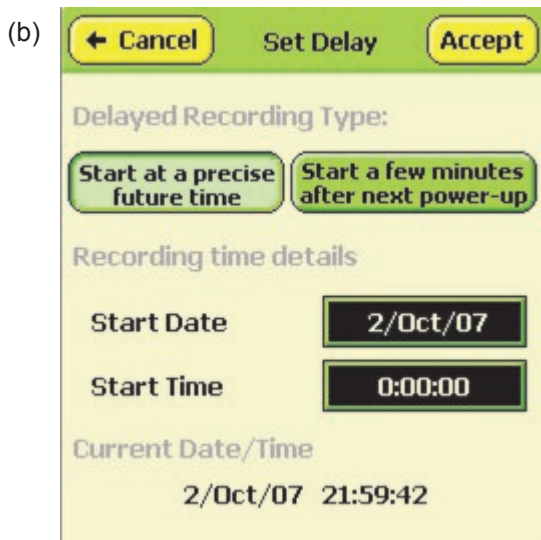 (b)
← Cancel Set Delay Accept
Delayed Recording Type:
Start at a precise future time
Start a few minutes after next power-up
Recording time details
Start Date 2/Oct/07
Start Time 0:00:00
Current Date/Time
2/Oct/07 21:59:42